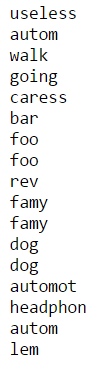 useless
autom
walk
going
caress
bar
foo
foo
rev
famy
famy
dog
dog
automot
headphon
autom
lem